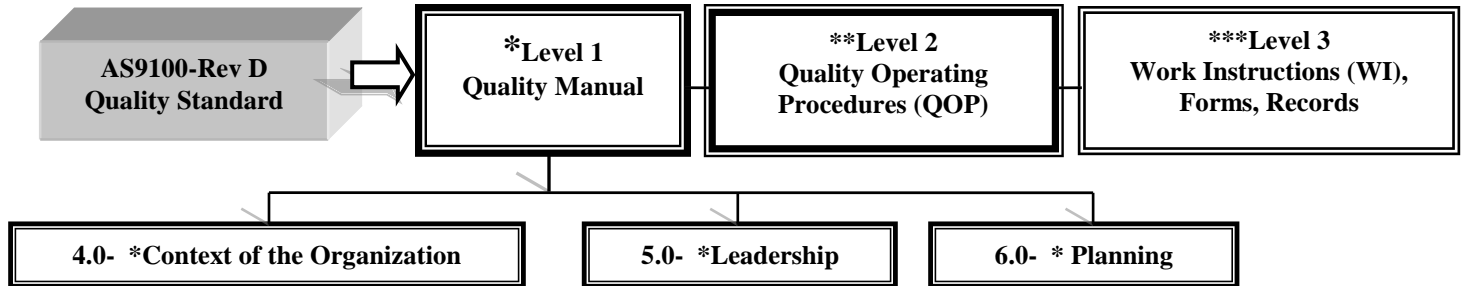 AS9100-Rev D
Quality Standard
*Level 1
Quality Manual
**Level 2
Quality Operating
Procedures (QOP)
***Level 3
Work Instructions (WI),
Forms, Records
4.0- *Context of the Organization
5.0- *Leadership
6.0- * Planning